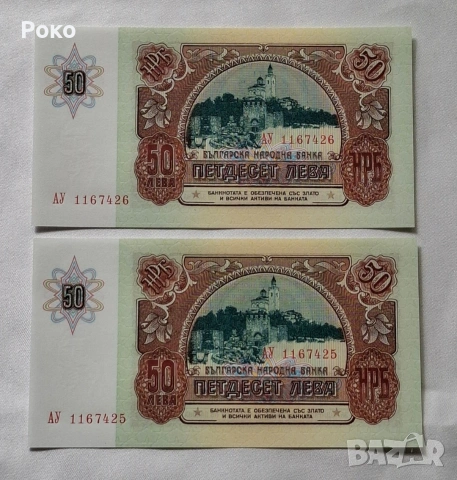 Poko
50
НРБ
50
АУ 1167426
БЪЛГАРСКА НАРОДНА БАНКА
50 ЛЕВА
ПЕТДЕСЕТ ЛЕВА
НРБ
БАНКНОТАТА Е ОБЕЗПЕЧЕНА СЪС ЗЛАТО
И ВСИЧКИ АКТИВИ НА БАНКАТА
АУ 1167426
50
НРБ
50
АУ 1167425
БЪЛГАРСКА НАРОДНА БАНКА
50 ЛЕВА
ПЕТДЕСЕТ ЛЕВА
НРБ
БАНКНОТАТА Е ОБЕЗПЕЧЕНА СЪС ЗЛАТО
И ВСИЧКИ АКТИВИ НА БАНКАТА
АУ 1167425
BAZAR